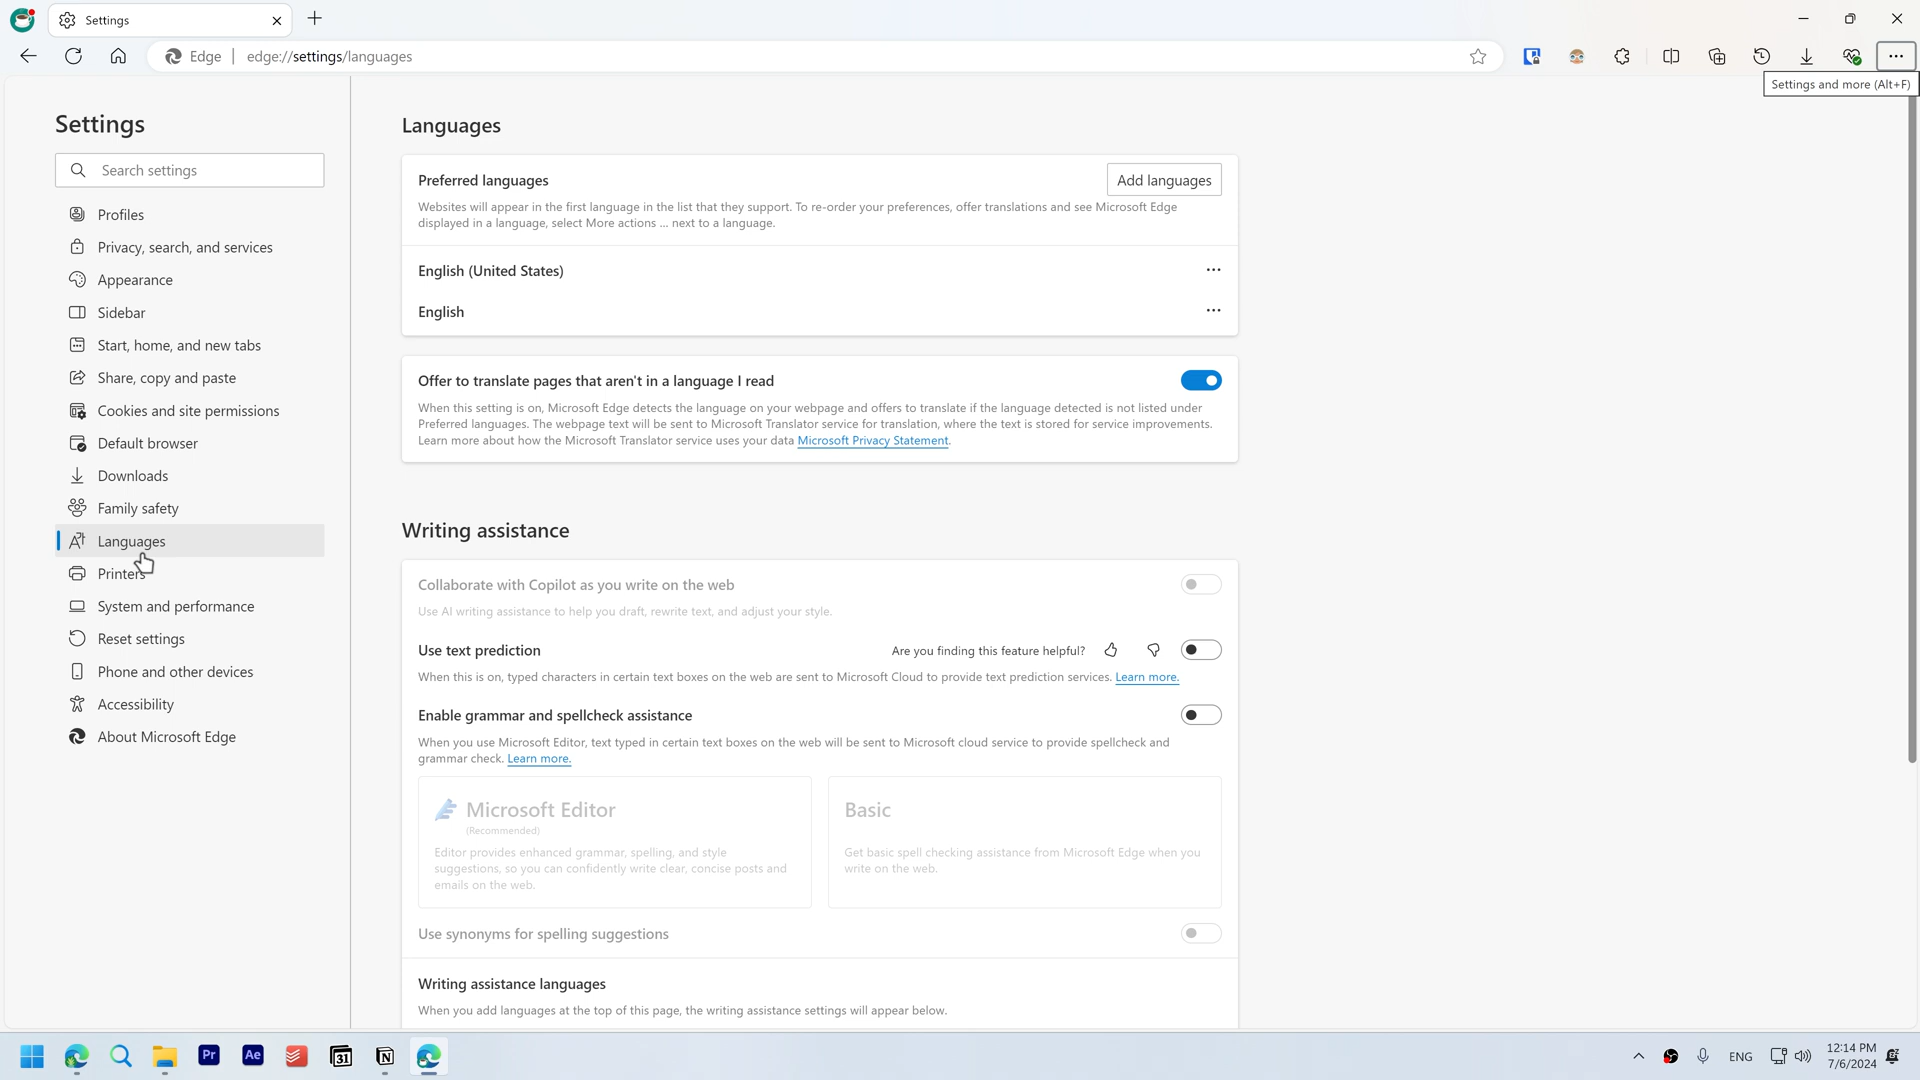 Settings
Edge
edge://settings/languages
Settings and more (Alt+F)
Settings
Search settings
Profiles
Privacy, search, and services
Appearance
Sidebar
Start, home, and new tabs
Share, copy and paste
Cookies and site permissions
Default browser
Downloads
Family safety
Languages
Printers
System and performance
Reset settings
Phone and other devices
Accessibility
About Microsoft Edge
Languages
Preferred languages
Add languages
Websites will appear in the first language in the list that they support. To re-order your preferences, offer translations and see Microsoft Edge
displayed in a language, select More actions ... next to a language.
English (United States)
English
Offer to translate pages that aren't in a language I read
When this setting is on, Microsoft Edge detects the language on your webpage and offers to translate if the language detected is not listed under
Preferred languages. The webpage text will be sent to Microsoft Translator service for translation, where the text is stored for service improvements.
Learn more about how the Microsoft Translator service uses your data Microsoft Privacy Statement.
Writing assistance
Collaborate with Copilot as you write on the web
Use AI writing assistance to help you draft, rewrite text, and adjust your style.
Use text prediction
Are you finding this feature helpful?
When this is on, typed characters in certain text boxes on the web are sent to Microsoft Cloud to provide text prediction services. Learn more.
Enable grammar and spellcheck assistance
When you use Microsoft Editor, text typed in certain text boxes on the web will be sent to Microsoft cloud service to provide spellcheck and
grammar check. Learn more.
Microsoft Editor
(Recommended)
Editor provides enhanced grammar, spelling, and style
suggestions, so you can confidently write clear, concise posts and
emails on the web.
Basic
Get basic spell checking assistance from Microsoft Edge when you
write on the web.
Use synonyms for spelling suggestions
Writing assistance languages
When you add languages at the top of this page, the writing assistance settings will appear below.
Pr
Ae
31
N
ENG
12:14 PM
7/6/2024